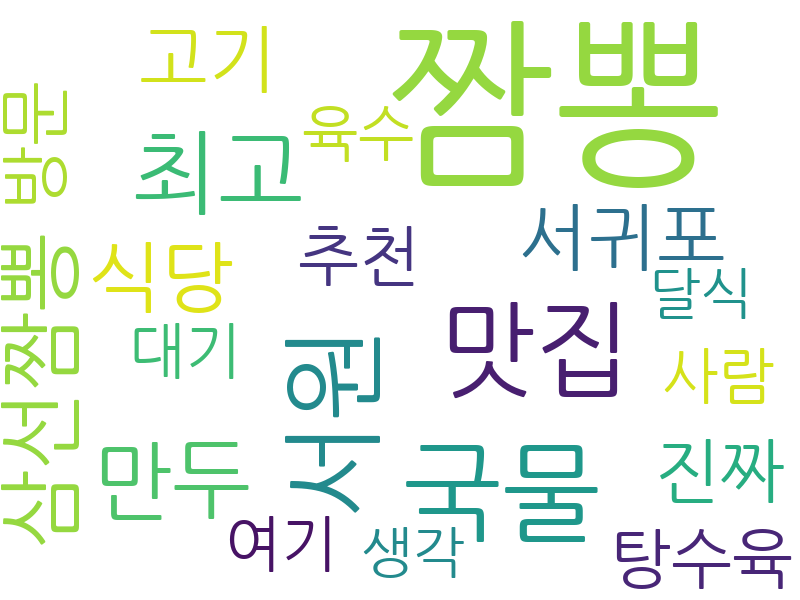 고기
짬뽕
방문
육수
최고
서귀포
추천
식당
삼선짬뽕
달식
맛집
대기
서원
사람
만두
국물
진짜
여기
생각
탕수육